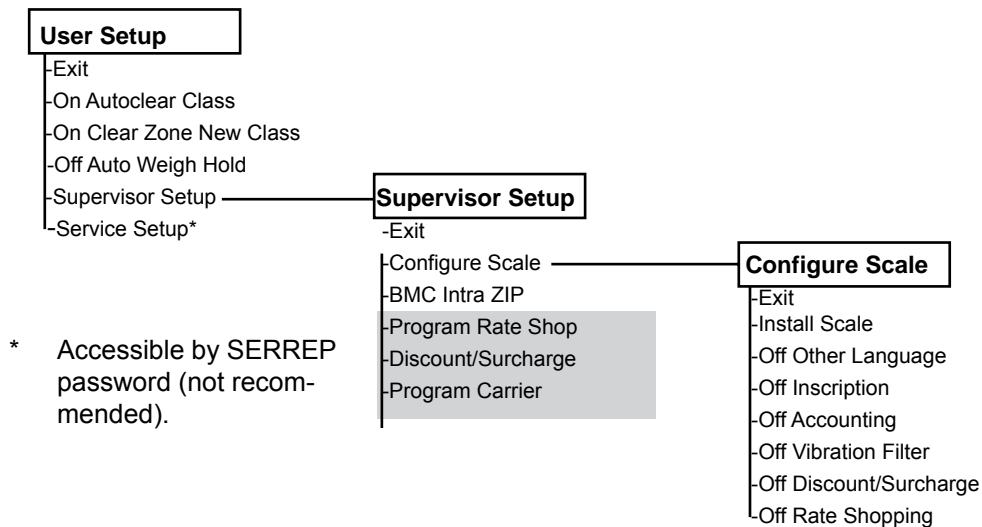 User Setup
-Exit
-On Autoclear Class
-On Clear Zone New Class
-Off Auto Weigh Hold
-Supervisor Setup
-Service Setup*
* Accessible by SERREP
password (not recom-
mended).
Supervisor Setup
-Exit
-Configure Scale
-BMC Intra ZIP
-Program Rate Shop
-Discount/Surcharge
-Program Carrier
Configure Scale
-Exit
-Install Scale
-Off Other Language
-Off Inscription
-Off Accounting
-Off Vibration Filter
-Off Discount/Surcharge
-Off Rate Shopping